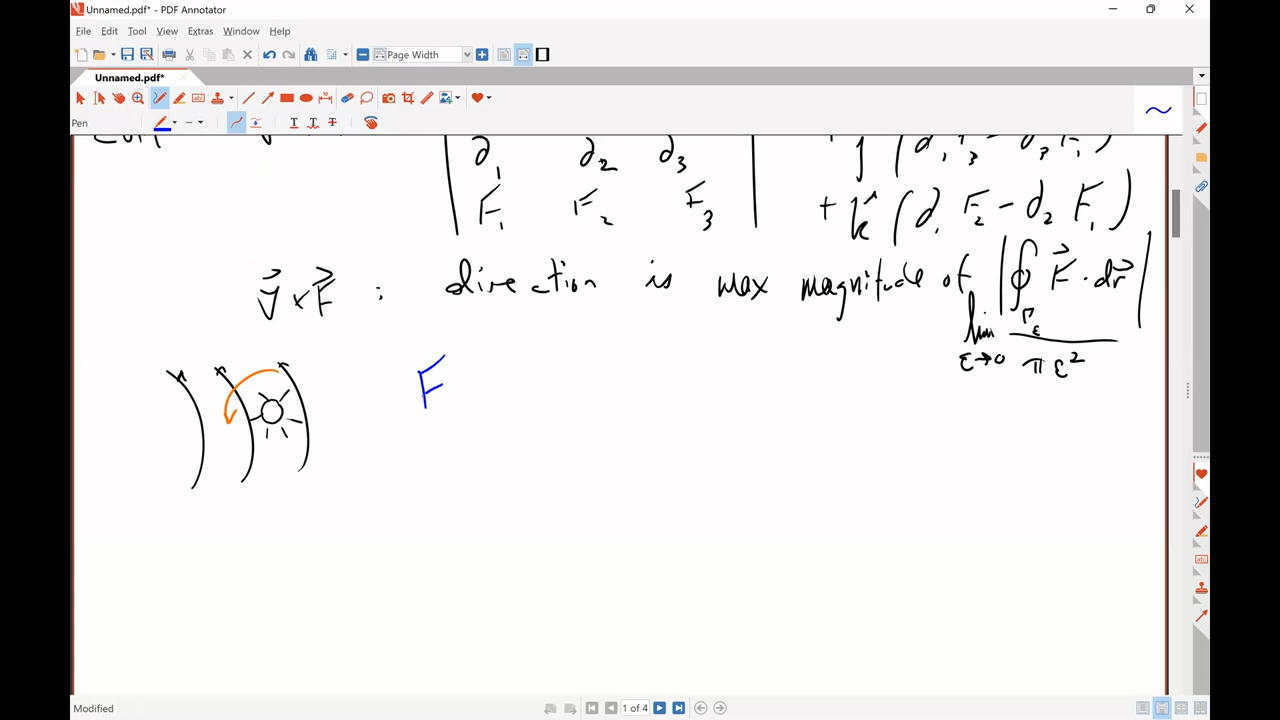 Unnamed.pdf* - PDF Annotator
File Edit Tool View Extras Window Help
Page Width
Unnamed.pdf*
Pen
∂₁ ∂₂ ∂₃
F₁ F₂ F₃ + k̂ (∂₁ F₂ - ∂₂ F₁)
∇⃗ × F⃗ : direction is max magnitude of |∮ F⃗ · dr⃗|
Γ_ε
lim ε→0 π ε²
F
Modified
1 of 4